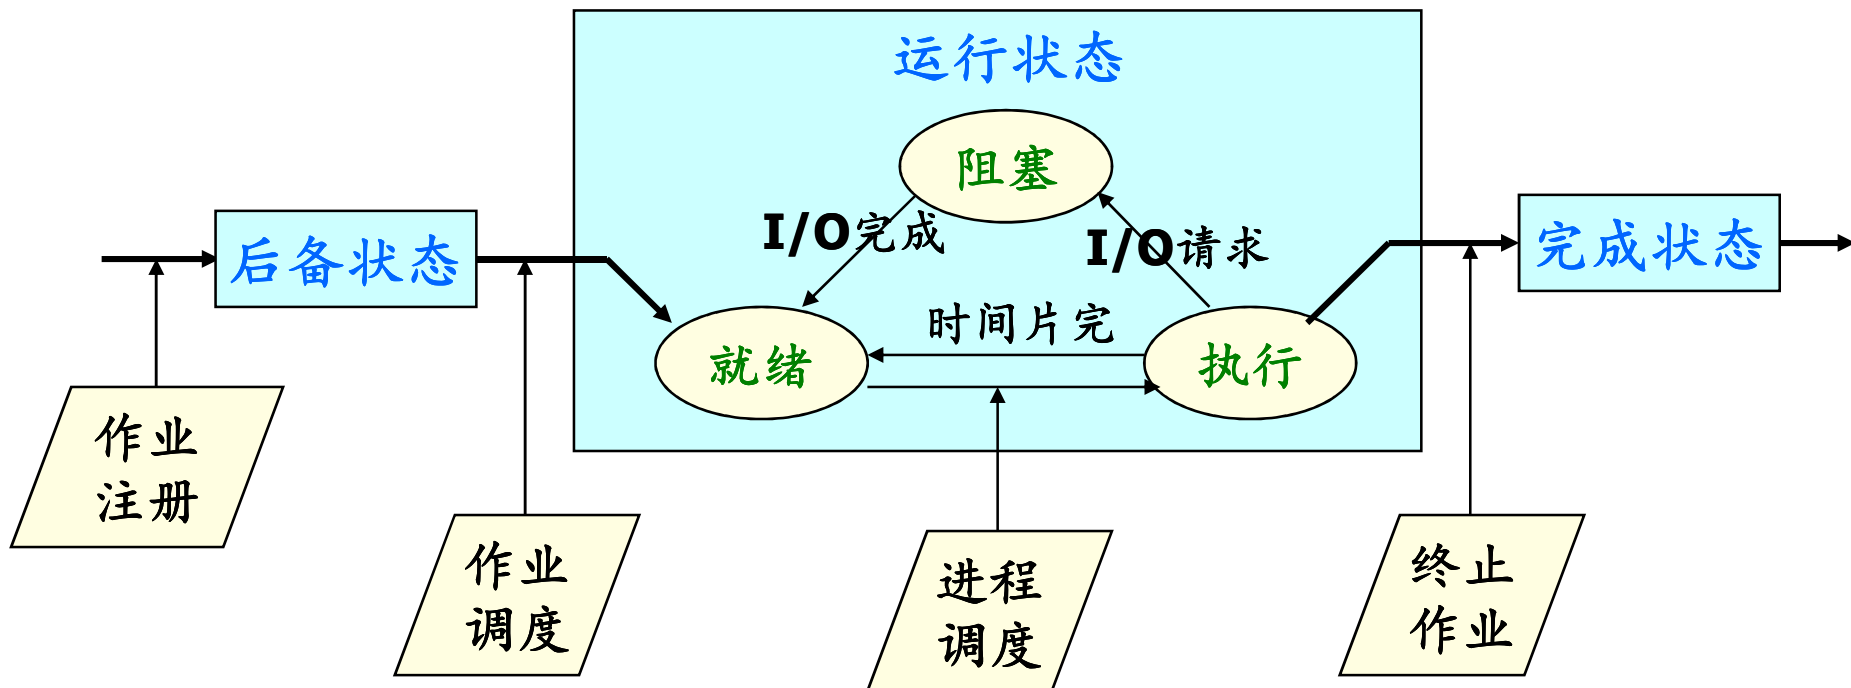 运行状态
阻塞
I/O完成
I/O请求
后备状态
完成状态
时间片完
就绪
执行
作业
注册
作业
调度
进程
调度
终止
作业